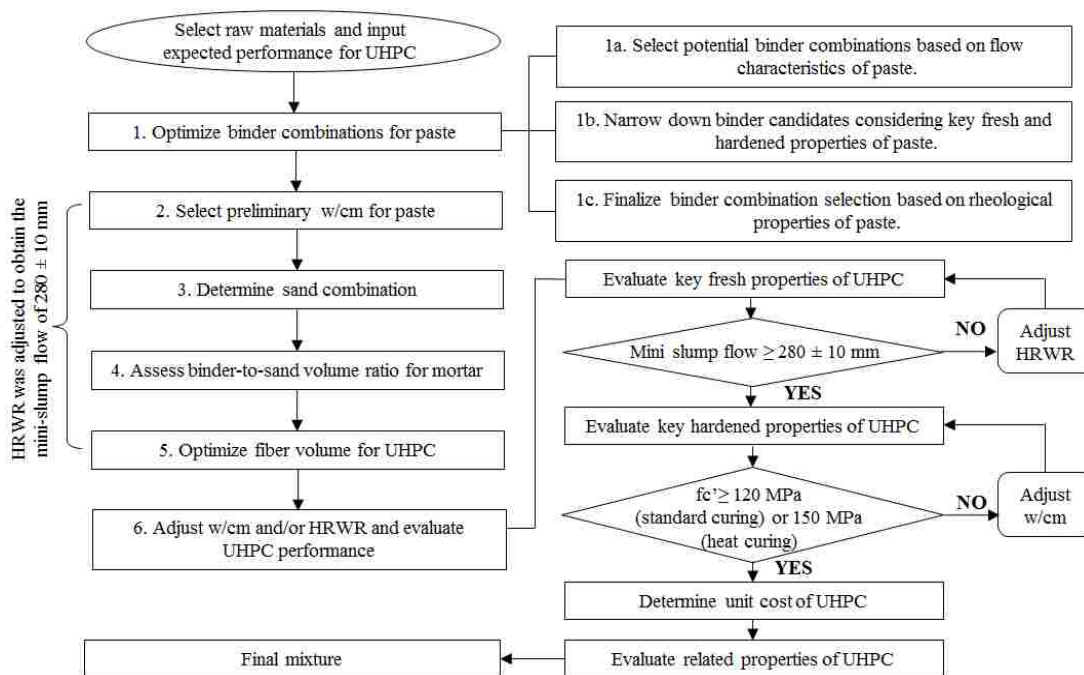 Select raw materials and input
expected performance for UHPC
1. Optimize binder combinations for paste
1a. Select potential binder combinations based on flow
characteristics of paste.
1b. Narrow down binder candidates considering key fresh and
hardened properties of paste.
1c. Finalize binder combination selection based on rheological
properties of paste.
HRWR was adjusted to obtain the
mini-slump flow of 280 ± 10 mm
2. Select preliminary w/cm for paste
3. Determine sand combination
4. Assess binder-to-sand volume ratio for mortar
5. Optimize fiber volume for UHPC
6. Adjust w/cm and/or HRWR and evaluate
UHPC performance
Evaluate key fresh properties of UHPC
Mini slump flow ≥ 280 ± 10 mm
NO
Adjust
HRWR
YES
Evaluate key hardened properties of UHPC
fc’≥ 120 MPa
(standard curing) or 150 MPa
(heat curing)
NO
Adjust
w/cm
YES
Determine unit cost of UHPC
Evaluate related properties of UHPC
Final mixture